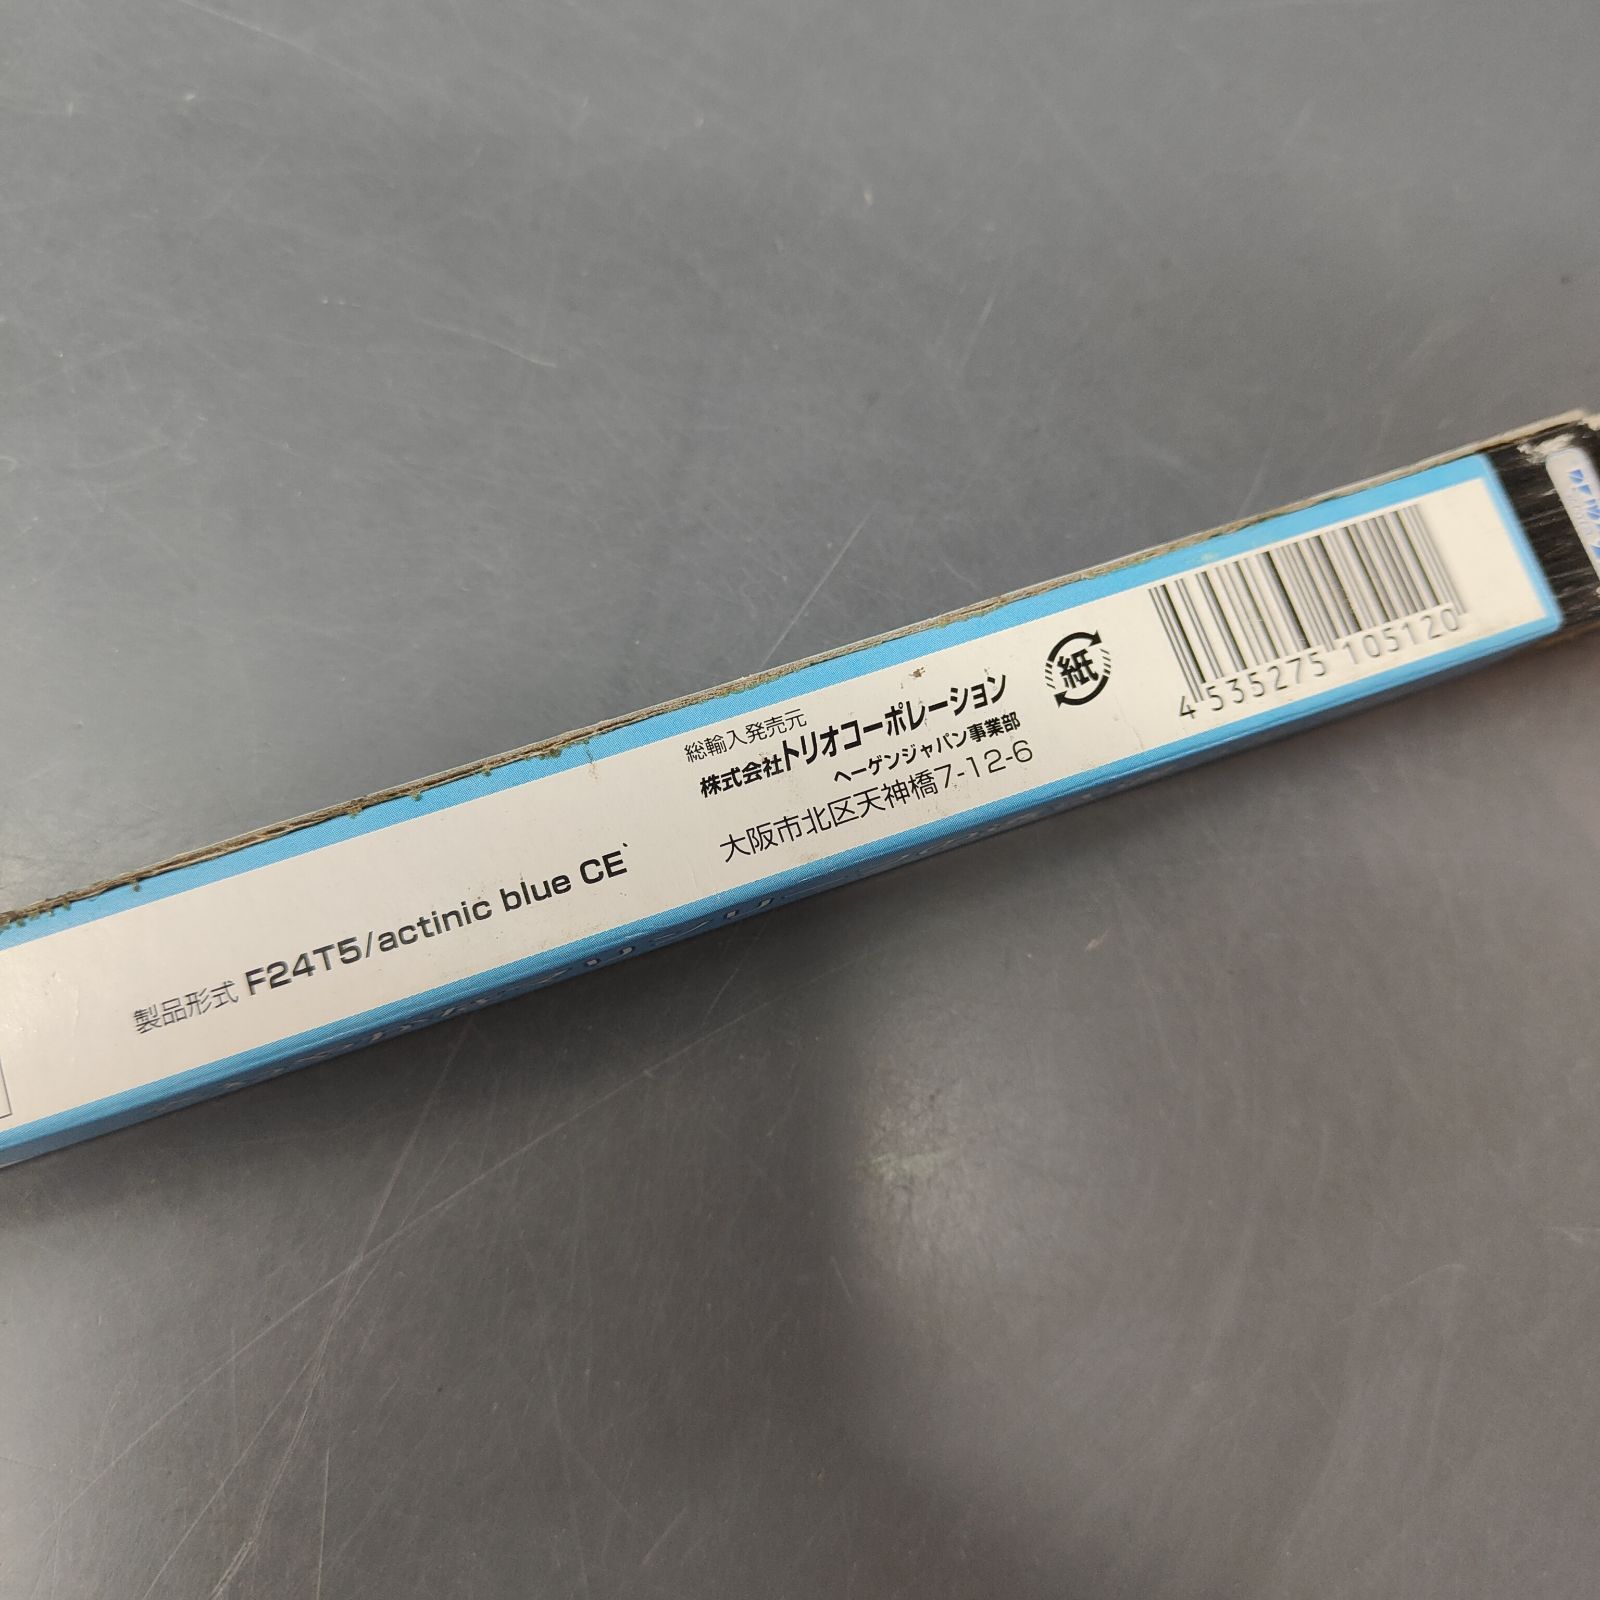 製品形式 F24T5/actinic blue CE
総輸入発売元
株式会社トリオコーポレーション
ヘーゲンジャパン事業部
大阪市北区天神橋7-12-6
紙
4 535275 105120